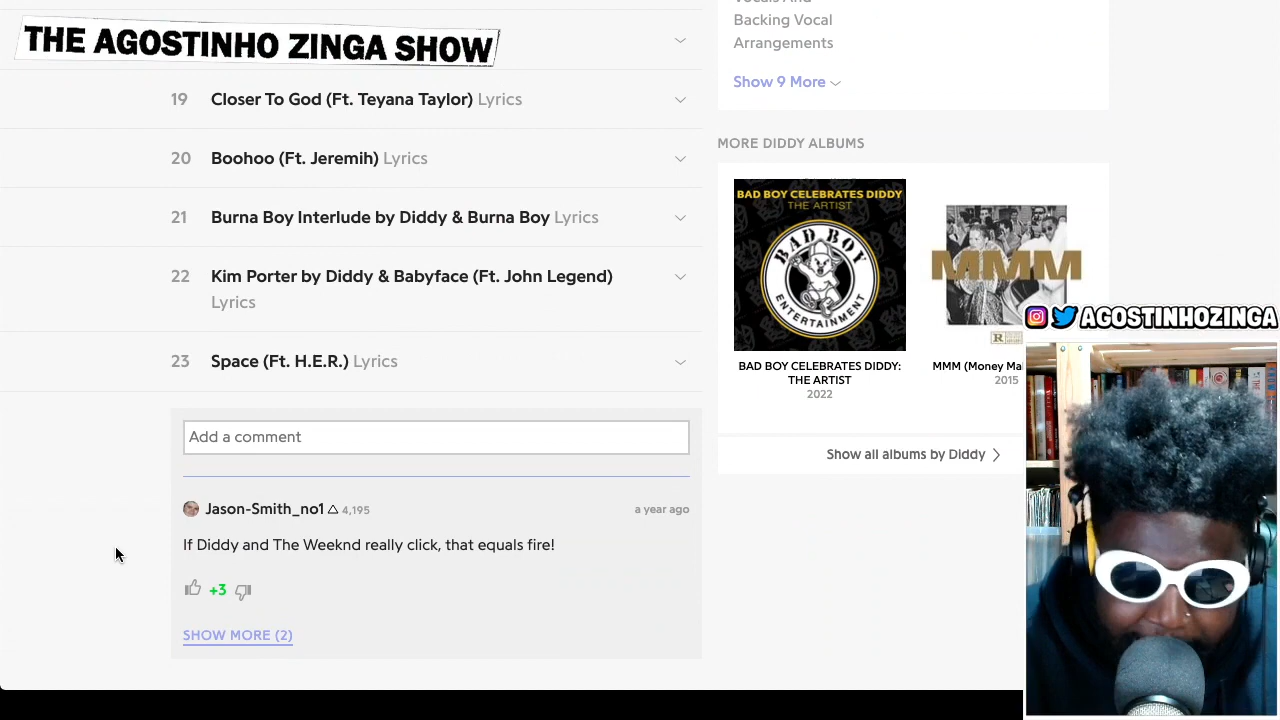 THE AGOSTINHO ZINGA SHOW
19 Closer To God (Ft. Teyana Taylor) Lyrics
20 Boohoo (Ft. Jeremih) Lyrics
21 Burna Boy Interlude by Diddy & Burna Boy Lyrics
22 Kim Porter by Diddy & Babyface (Ft. John Legend)
Lyrics
23 Space (Ft. H.E.R.) Lyrics
Add a comment
Jason-Smith_no1 4,195
a year ago
If Diddy and The Weeknd really click, that equals fire!
+3
SHOW MORE (2)
Vocals And
Backing Vocal
Arrangements
Show 9 More
MORE DIDDY ALBUMS
BAD BOY CELEBRATES DIDDY
THE ARTIST
BAD BOY
ENTERTAINMENT
BAD BOY CELEBRATES DIDDY:
THE ARTIST
2022
MMM
R
MMM (Money Ma
2015
Show all albums by Diddy
AGOSTINHOZINGA